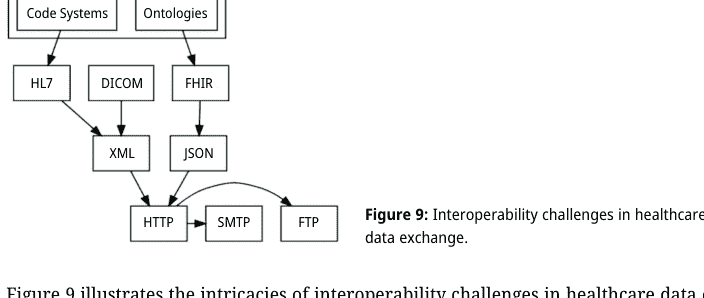 Code Systems Ontologies
HL7 DICOM FHIR
XML JSON
HTTP SMTP FTP
Figure 9: Interoperability challenges in healthcare
data exchange.
Figure 9 illustrates the intricacies of interoperability challenges in healthcare data